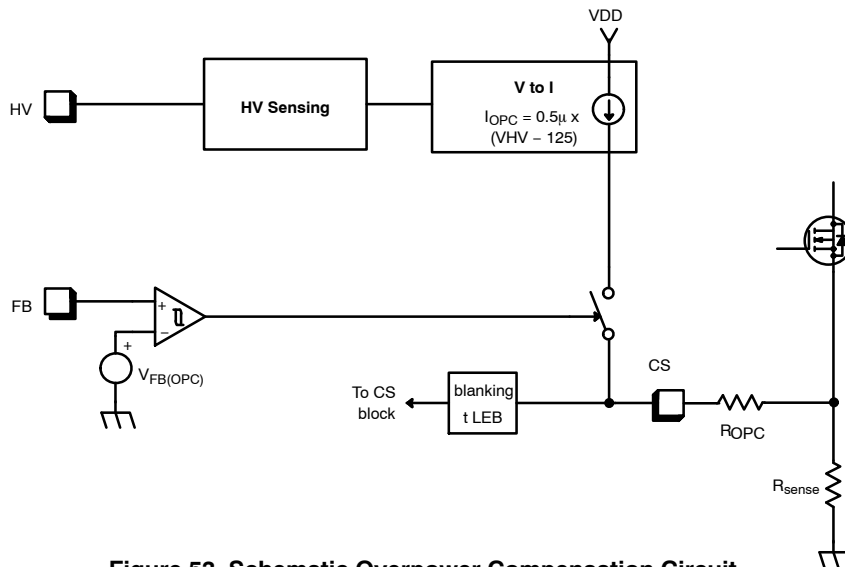 VDD
HV
HV Sensing
V to I
IOPC = 0.5μ x
(VHV − 125)
FB
+
−
+
VFB(OPC)
CS
To CS
block
blanking
t LEB
ROPC
Rsense
Figure 53. Schematic Overpower Compensation Circuit